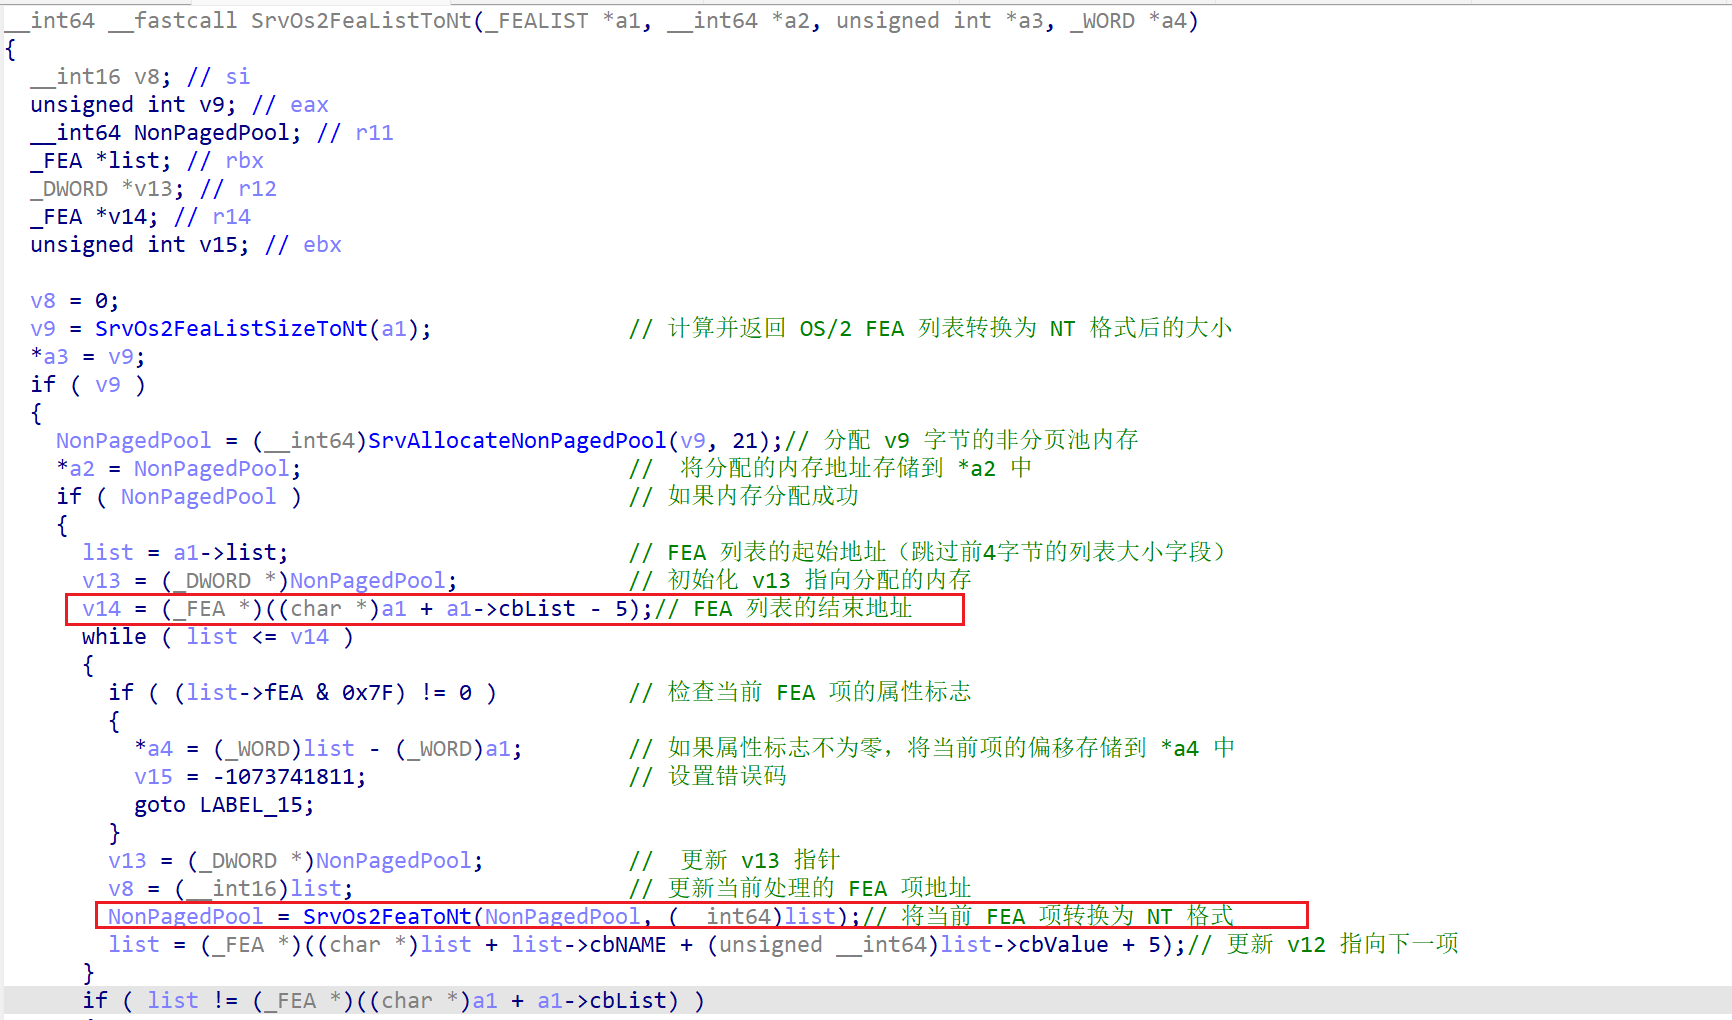 __int64 __fastcall SrvOs2FeaListToNt(_FEALIST *a1, __int64 *a2, unsigned int *a3, _WORD *a4)
{
  __int16 v8; // si
  unsigned int v9; // eax
  __int64 NonPagedPool; // r11
  _FEA *list; // rbx
  _DWORD *v13; // r12
  _FEA *v14; // r14
  unsigned int v15; // ebx

  v8 = 0;
  v9 = SrvOs2FeaListSizeToNt(a1);               // 计算并返回 OS/2 FEA 列表转换为 NT 格式后的大小
  *a3 = v9;
  if ( v9 )
  {
    NonPagedPool = (__int64)SrvAllocateNonPagedPool(v9, 21);// 分配 v9 字节的非分页池内存
    *a2 = NonPagedPool;                         //  将分配的内存地址存储到 *a2 中
    if ( NonPagedPool )                         // 如果内存分配成功
    {
      list = a1->list;                          // FEA 列表的起始地址（跳过前4字节的列表大小字段）
      v13 = (_DWORD *)NonPagedPool;             // 初始化 v13 指向分配的内存
      v14 = (_FEA *)((char *)a1 + a1->cbList - 5);// FEA 列表的结束地址
      while ( list <= v14 )
      {
        if ( (list->fEA & 0x7F) != 0 )          // 检查当前 FEA 项的属性标志
        {
          *a4 = (_WORD)list - (_WORD)a1;        // 如果属性标志不为零，将当前项的偏移存储到 *a4 中
          v15 = -1073741811;                    // 设置错误码
          goto LABEL_15;
        }
        v13 = (_DWORD *)NonPagedPool;           //  更新 v13 指针
        v8 = (__int16)list;                     // 更新当前处理的 FEA 项地址
        NonPagedPool = SrvOs2FeaToNt(NonPagedPool, (__int64)list);// 将当前 FEA 项转换为 NT 格式
        list = (_FEA *)((char *)list + list->cbNAME + (unsigned __int64)list->cbValue + 5);// 更新 v12 指向下一项
      }
      if ( list != (_FEA *)((char *)a1 + a1->cbList) )